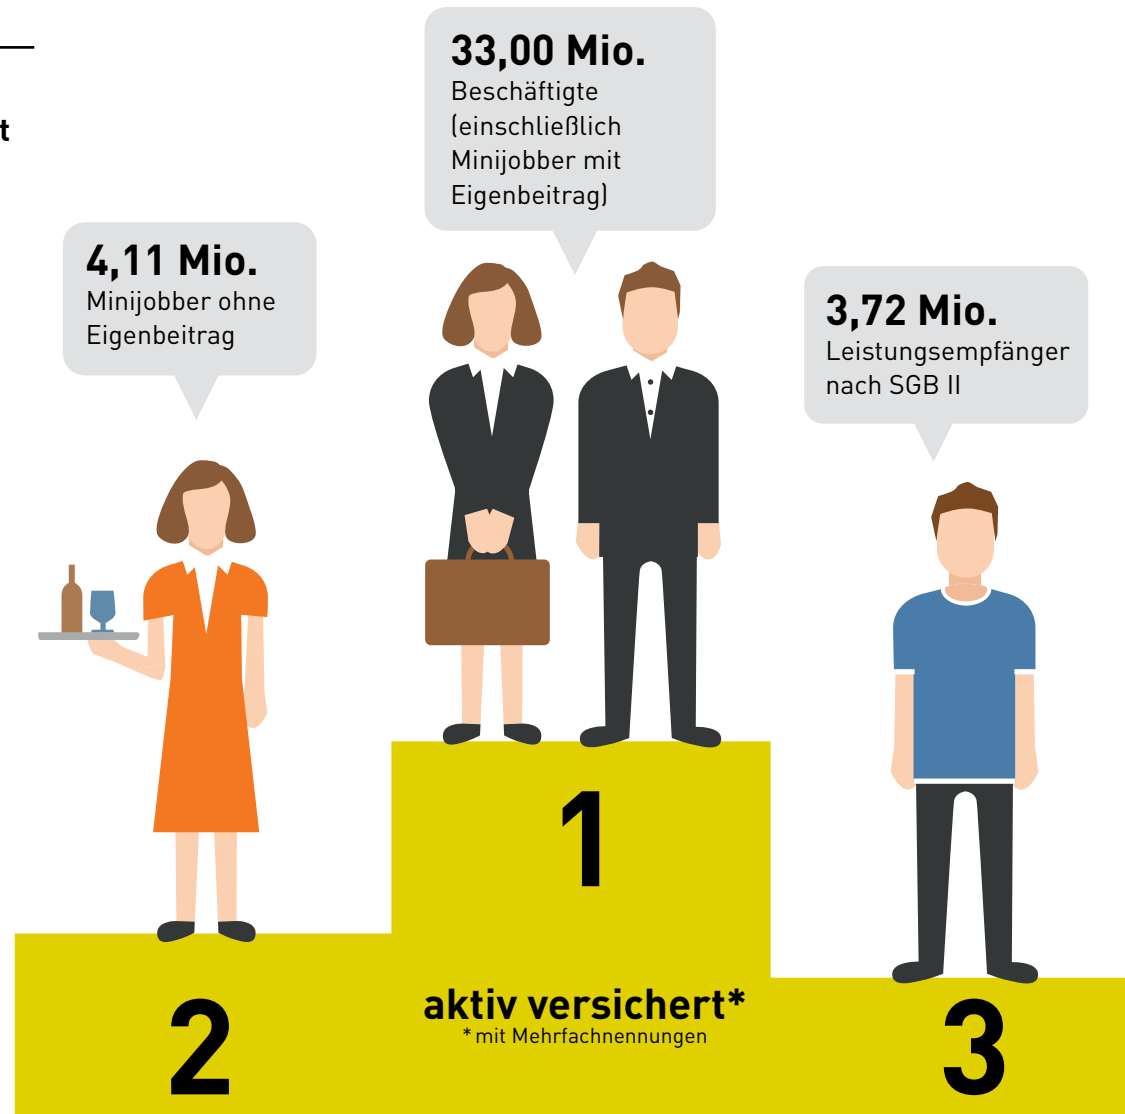 t
33,00 Mio.
Beschäftigte
(einschließlich
Minijobber mit
Eigenbeitrag)
4,11 Mio.
Minijobber ohne
Eigenbeitrag
3,72 Mio.
Leistungsempfänger
nach SGB II
1
aktiv versichert*
* mit Mehrfachnennungen
2
3